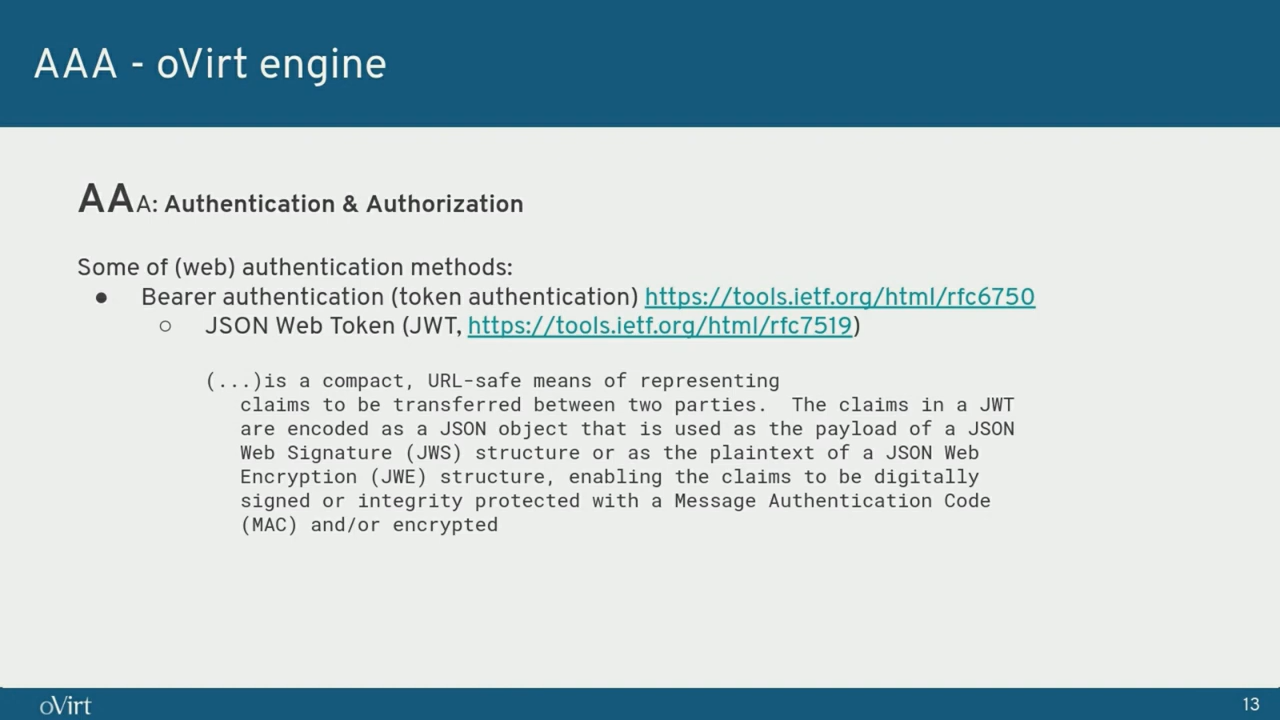 AAA - oVirt engine
AAA: Authentication & Authorization
Some of (web) authentication methods:
● Bearer authentication (token authentication) https://tools.ietf.org/html/rfc6750
○ JSON Web Token (JWT, https://tools.ietf.org/html/rfc7519)
(...)is a compact, URL-safe means of representing
claims to be transferred between two parties.  The claims in a JWT
are encoded as a JSON object that is used as the payload of a JSON
Web Signature (JWS) structure or as the plaintext of a JSON Web
Encryption (JWE) structure, enabling the claims to be digitally
signed or integrity protected with a Message Authentication Code
(MAC) and/or encrypted
oVirt
13